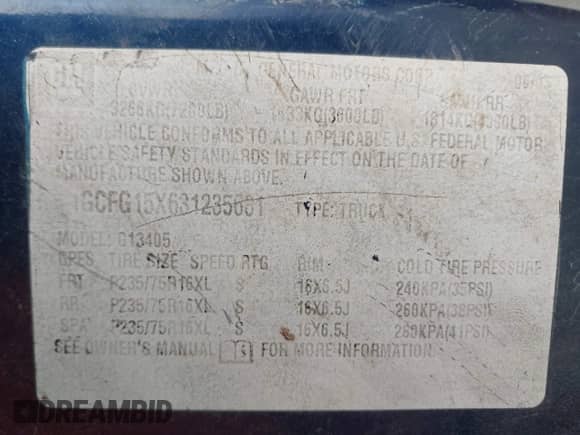 GENERAL MOTORS CORP
GVWR GAWR FRT GAWR RR
3266KG(7200LB) 1633KG(3600LB) 1814KG(4000LB)
THIS VEHICLE CONFORMS TO ALL APPLICABLE U.S. FEDERAL MOTOR
VEHICLE SAFETY STANDARDS IN EFFECT ON THE DATE OF
MANUFACTURE SHOWN ABOVE.
1GCFG15X631235061 TYPE: TRUCK
MODEL: G13405
TIRE SIZE SPEED RTG RIM COLD TIRE PRESSURE
FRT P235/75R16XL S 16X6.5J 240KPA(35PSI)
RR P235/75R16XL S 16X6.5J 260KPA(38PSI)
SPA P235/75R16XL S 16X6.5J 280KPA(41PSI)
SEE OWNER'S MANUAL FOR MORE INFORMATION
DREAMBID